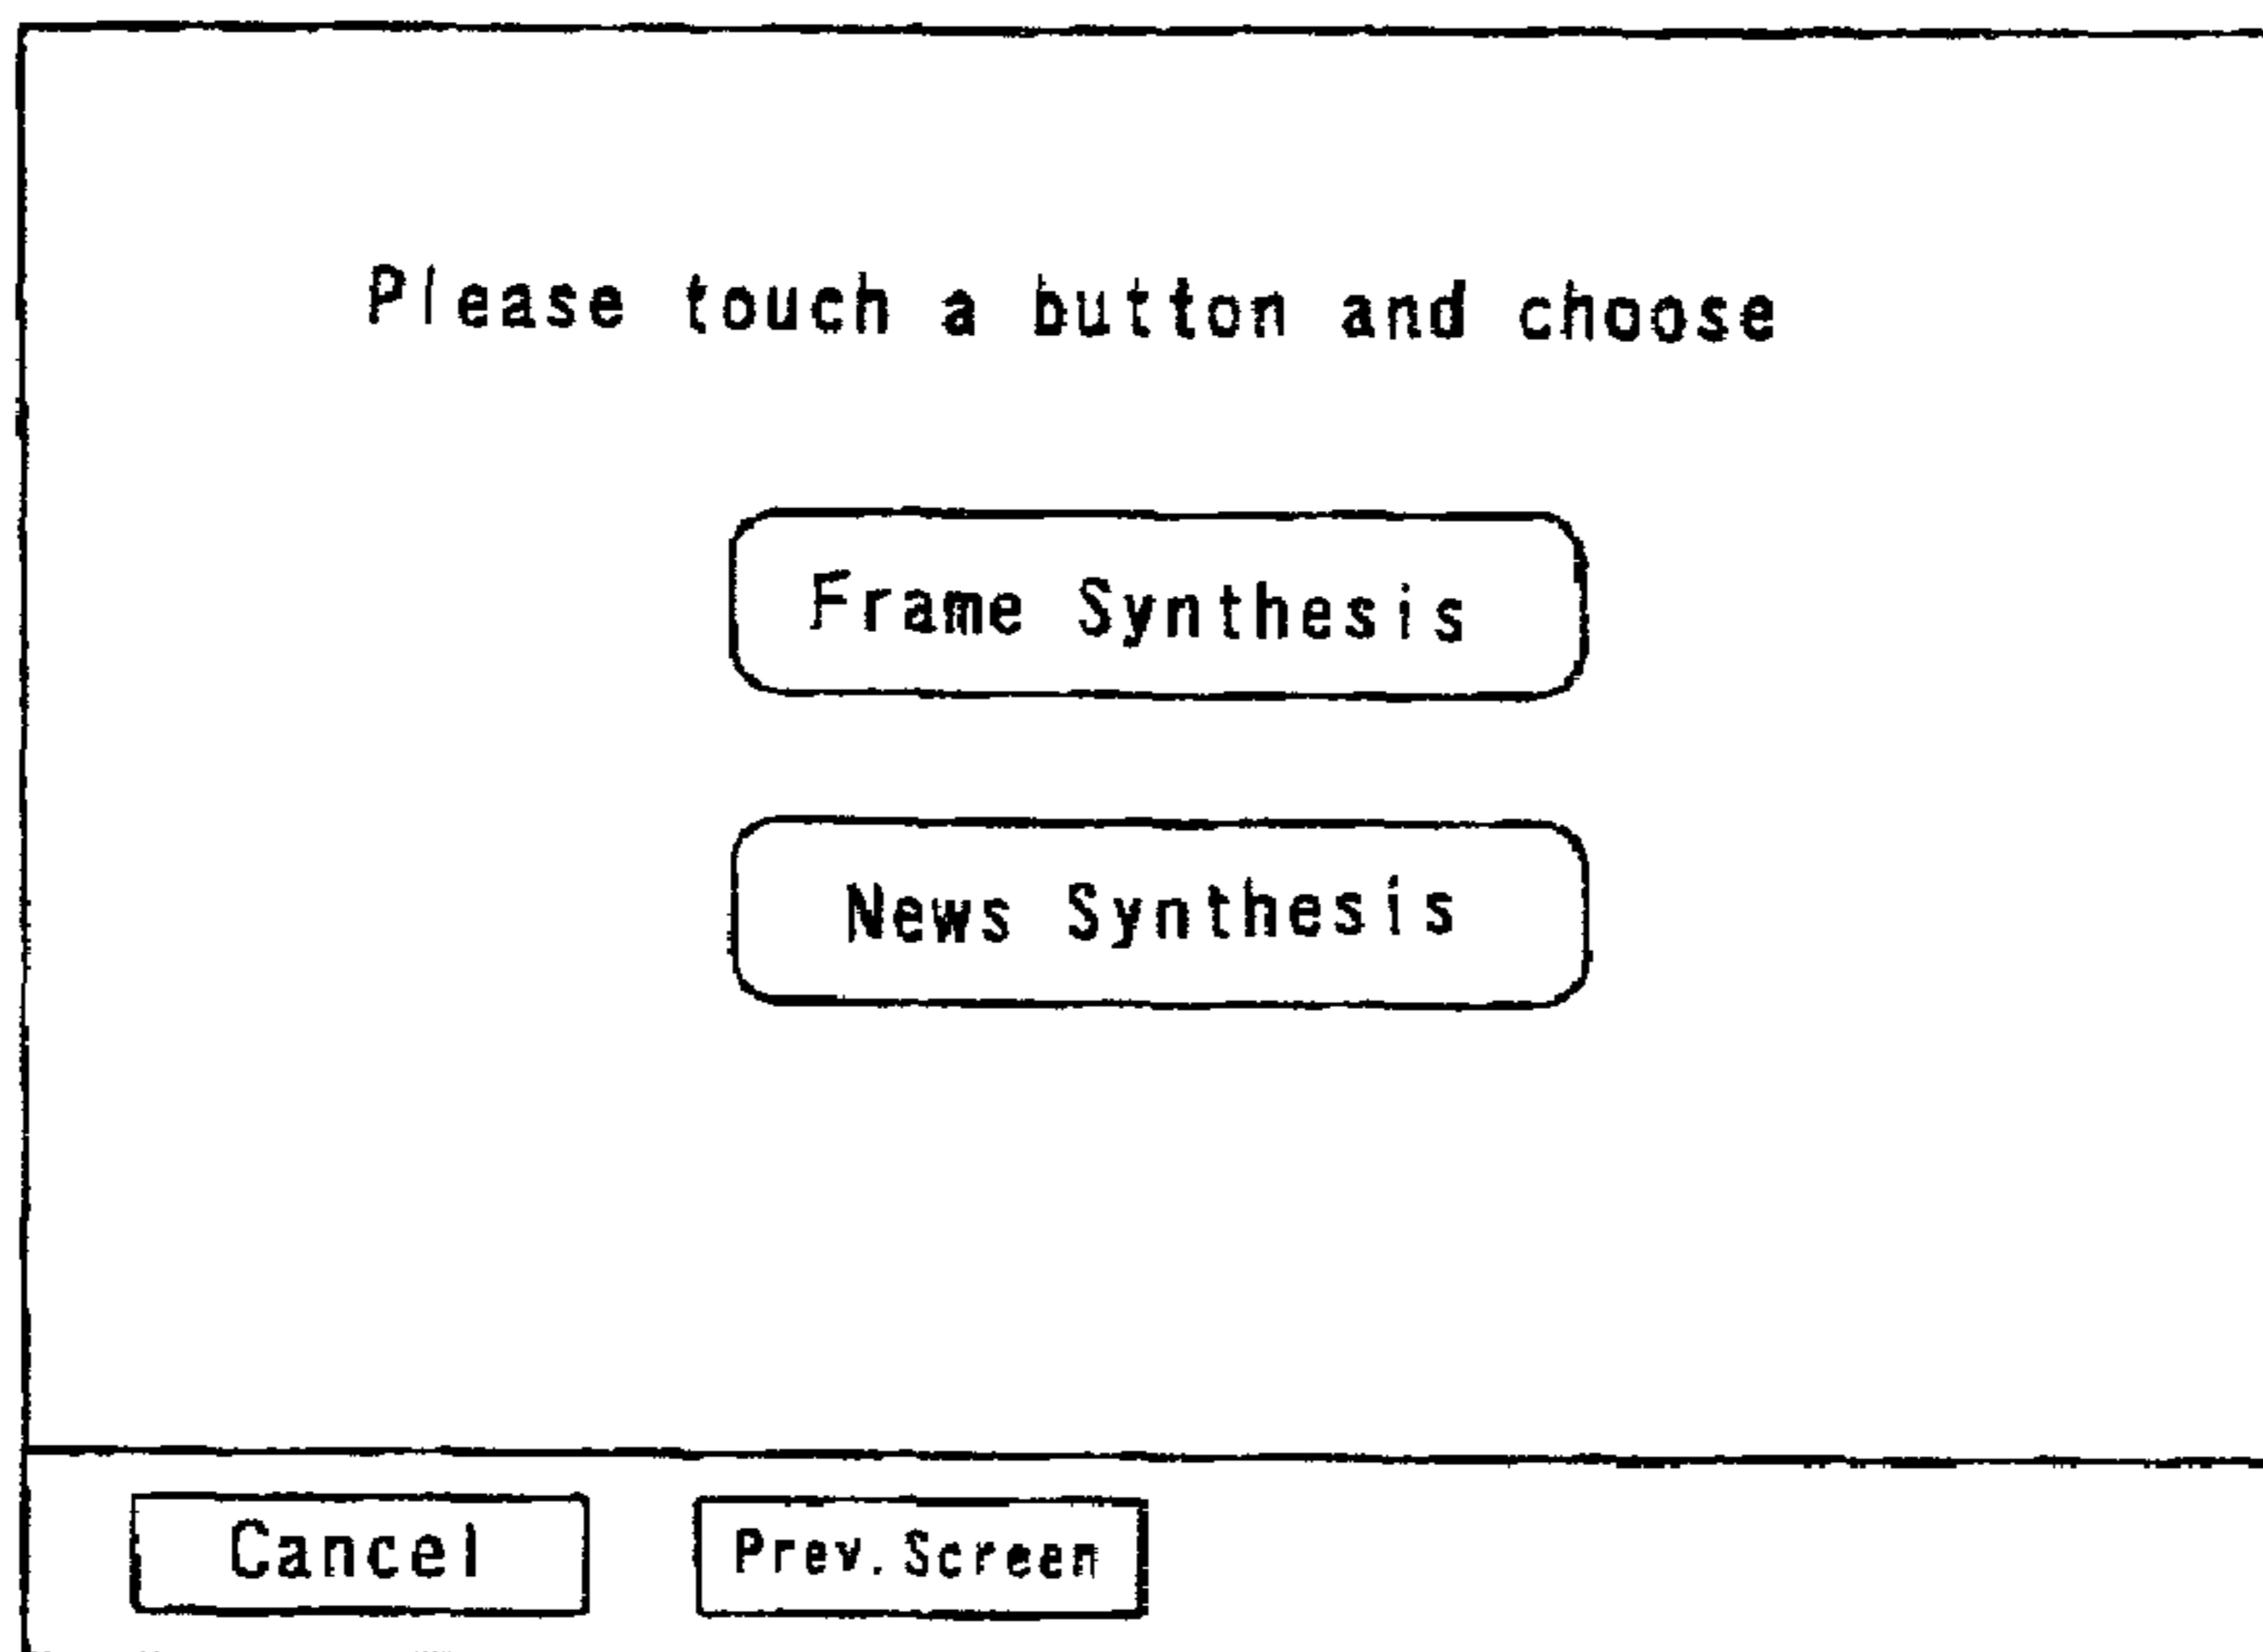 Please touch a button and choose
Frame Synthesis
News Synthesis
Cancel
Prev.Screen